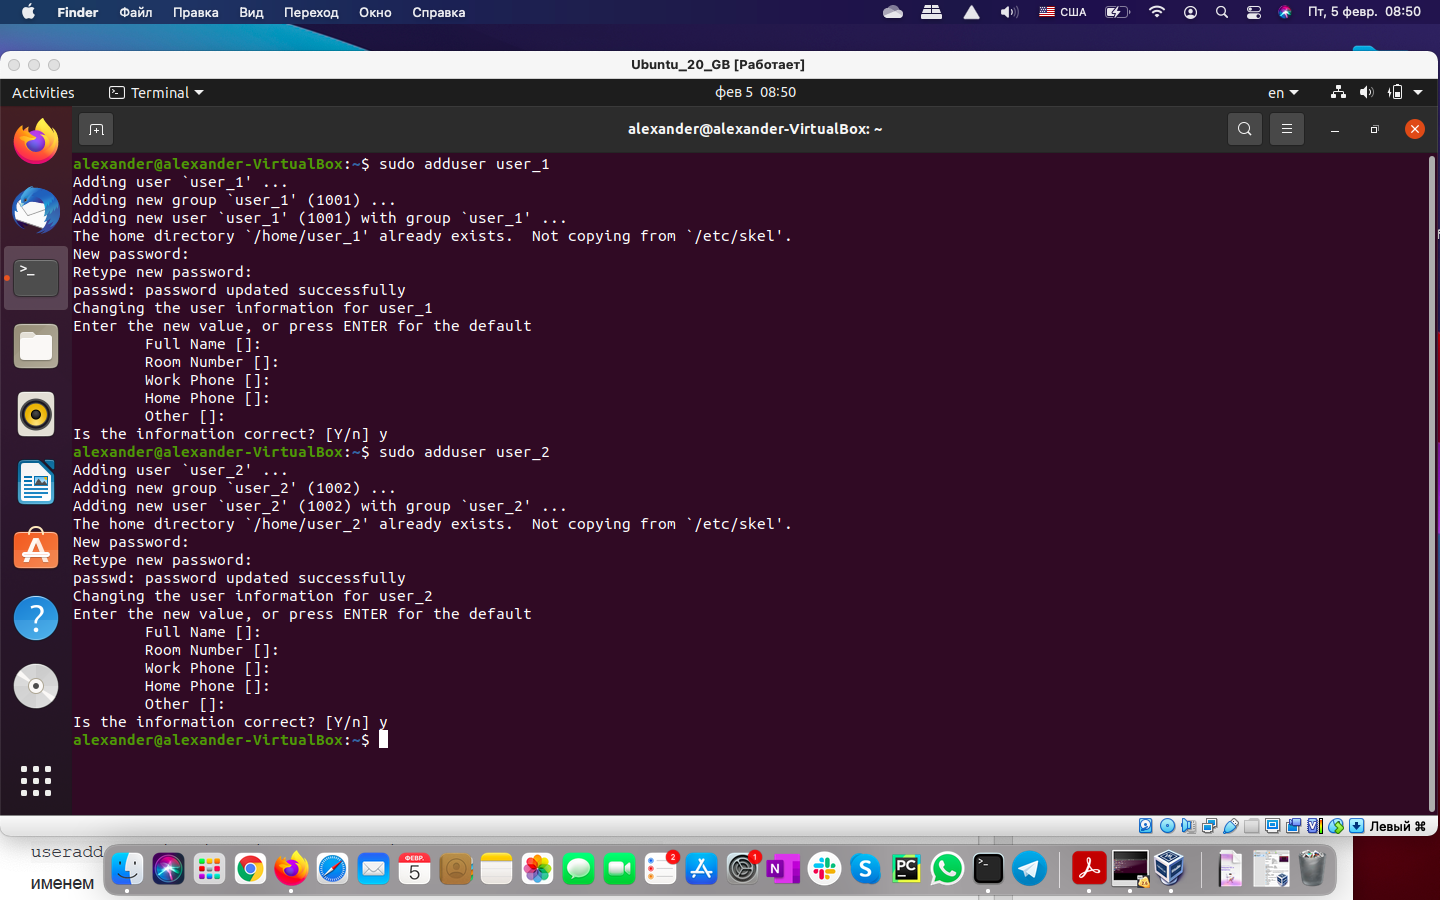 Finder Файл Правка Вид Переход Окно Справка США Пт, 5 февр. 08:50
Ubuntu_20_GB [Работает]
Activities Terminal фев 5 08:50 en
alexander@alexander-VirtualBox: ~
alexander@alexander-VirtualBox:~$ sudo adduser user_1
Adding user `user_1' ...
Adding new group `user_1' (1001) ...
Adding new user `user_1' (1001) with group `user_1' ...
The home directory `/home/user_1' already exists.  Not copying from `/etc/skel'.
New password:
Retype new password:
passwd: password updated successfully
Changing the user information for user_1
Enter the new value, or press ENTER for the default
Full Name []:
Room Number []:
Work Phone []:
Home Phone []:
Other []:
Is the information correct? [Y/n] y
alexander@alexander-VirtualBox:~$ sudo adduser user_2
Adding user `user_2' ...
Adding new group `user_2' (1002) ...
Adding new user `user_2' (1002) with group `user_2' ...
The home directory `/home/user_2' already exists.  Not copying from `/etc/skel'.
New password:
Retype new password:
passwd: password updated successfully
Changing the user information for user_2
Enter the new value, or press ENTER for the default
Full Name []:
Room Number []:
Work Phone []:
Home Phone []:
Other []:
Is the information correct? [Y/n] y
alexander@alexander-VirtualBox:~$
Левый ⌘
useradd
именем
ФЕВР.
5
2
1
N
S
PC